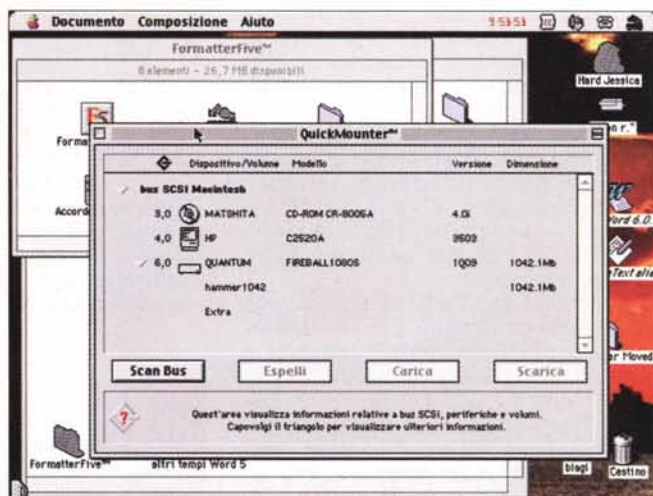 Documento Composizione Aiuto
9:53:53
FormatterFive™
8 elementi - 26,7 MB disponibili
Hard Jessica
QuickMounter™
Dispositivo/Volume Modello Versione Dimensione
bus SCSI Macintosh
3,0 MATSHITA CD-ROM CR-8005A 4.0i
4,0 HP C2520A 3503
6,0 QUANTUM FIREBALL1080S 1Q09 1042.1Mb
hammer1042 1042.1Mb
Extra
Word 6.0.
Moved
Scan Bus Espelli Carica Scarica
Quest'area visualizza informazioni relative a bus SCSI, periferiche e volumi.
Capovolgi il triangolo per visualizzare ulteriori informazioni.
FormatterFive™ altri tempi Word 5 biagi Cestino